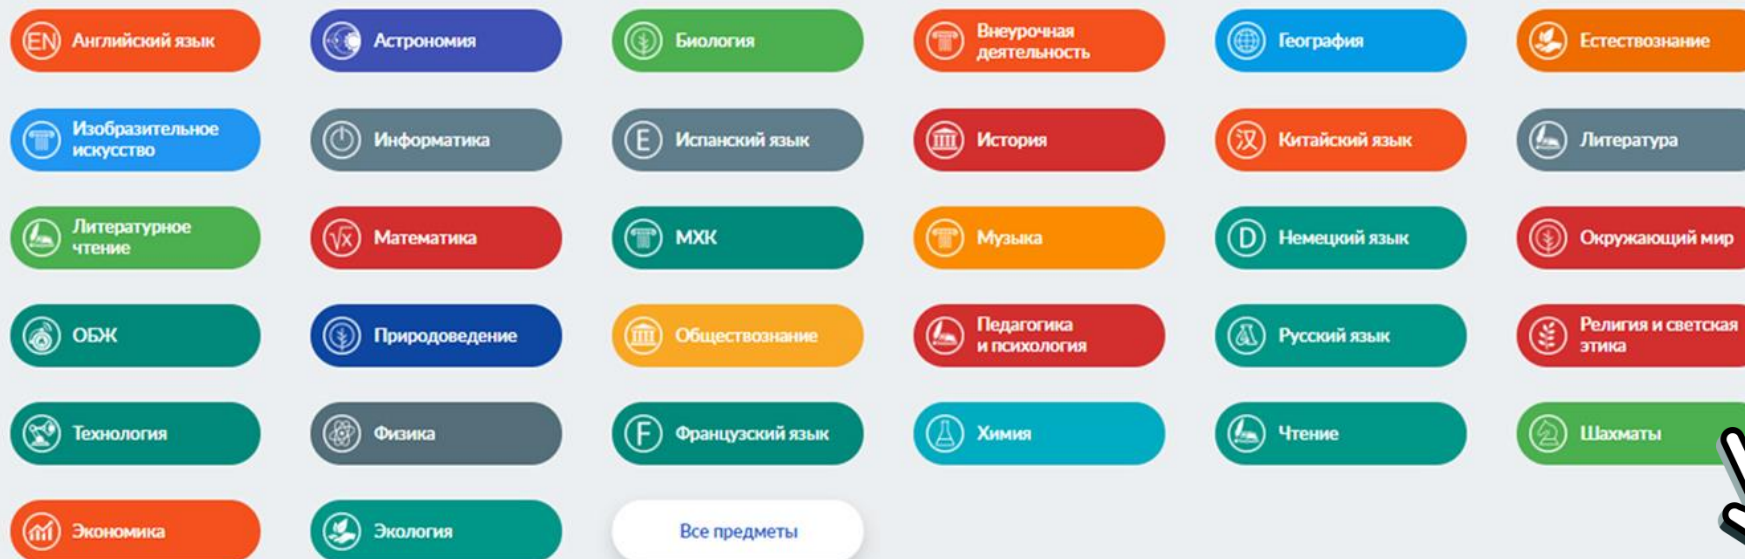 EN Английский язык
Астрономия
Биология
Внеурочная
деятельность
География
Естествознание
Изобразительное
искусство
Информатика
E Испанский язык
История
汉 Китайский язык
Литература
Литературное
чтение
√x Математика
МХК
Музыка
D Немецкий язык
Окружающий мир
ОБЖ
Природоведение
Обществознание
Педагогика
и психология
Русский язык
Религия и светская
этика
Технология
Физика
F Французский язык
Химия
Чтение
Шахматы
Экономика
Экология
Все предметы